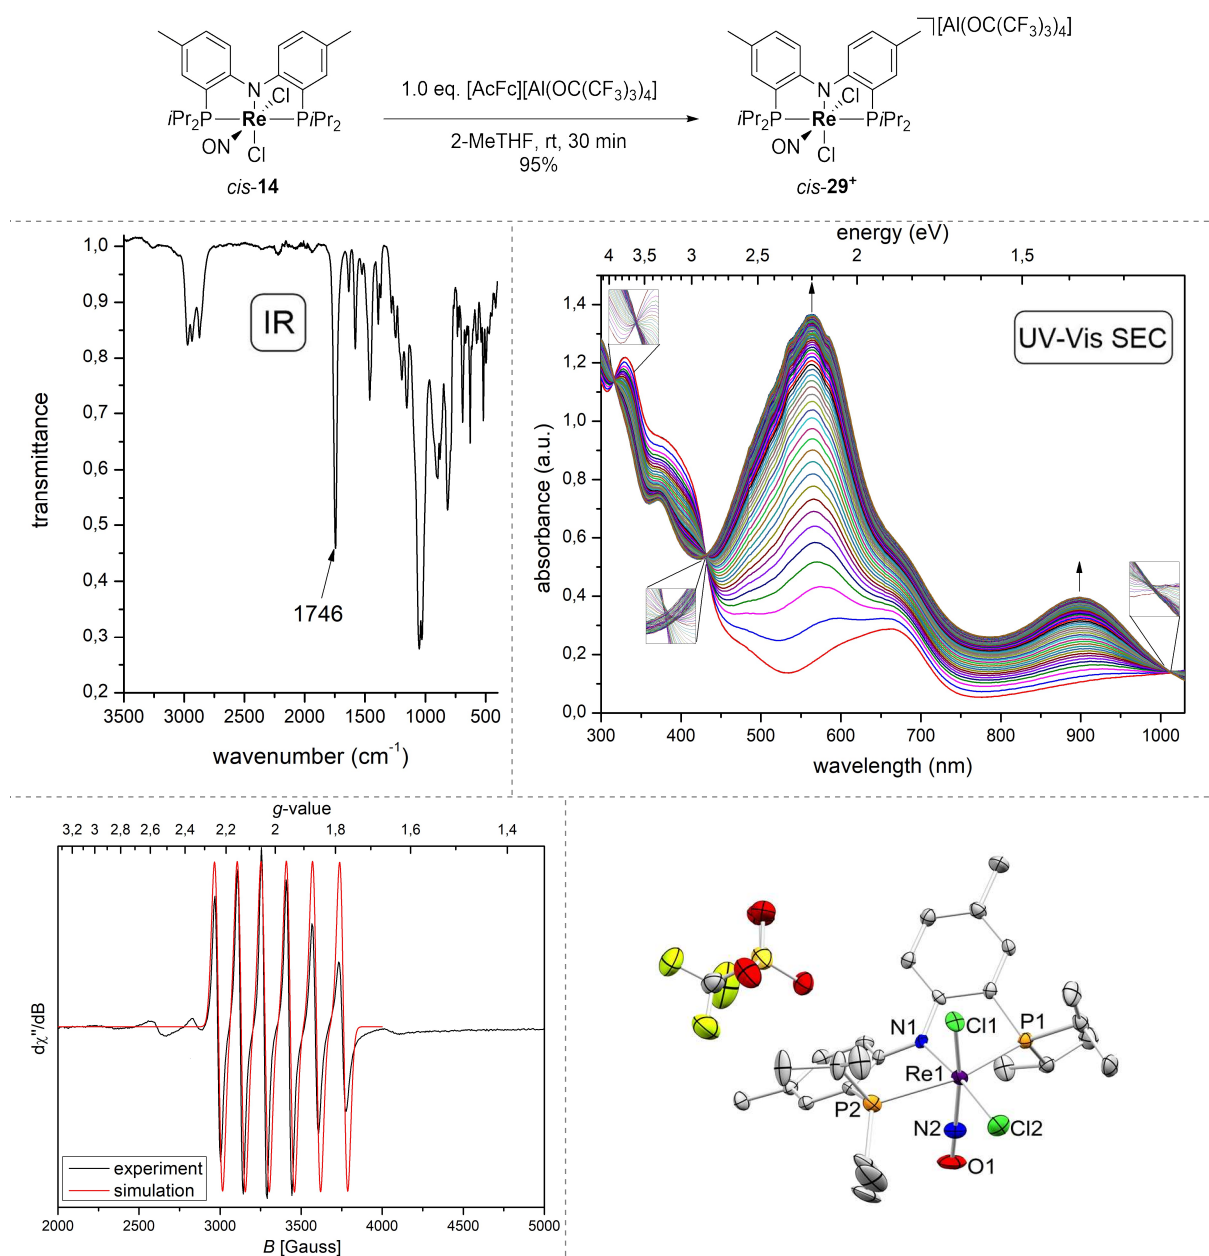 [Al(OC(CF3)3)4]
N
Cl
iPr2P
Re
PiPr2
ON
Cl
cis-14
1.0 eq. [AcFc][Al(OC(CF3)3)4]
2-MeTHF, rt, 30 min
95%
N
Cl
iPr2P
Re
PiPr2
ON
Cl
cis-29+
IR
1746
transmittance
1,0
0,9
0,8
0,7
0,6
0,5
0,4
0,3
0,2
3500 3000 2500 2000 1500 1000 500
wavenumber (cm-1)
energy (eV)
4 3,5 3 2,5 2 1,5
UV-Vis SEC
absorbance (a.u.)
1,4
1,2
1,0
0,8
0,6
0,4
0,2
0,0
300 400 500 600 700 800 900 1000
wavelength (nm)
g-value
3,2 3 2,8 2,6 2,4 2,2 2 1,8 1,6 1,4
dχ"/dB
experiment
simulation
2000 2500 3000 3500 4000 4500 5000
B [Gauss]
N1
Cl1
P1
Re1
P2
N2
Cl2
O1